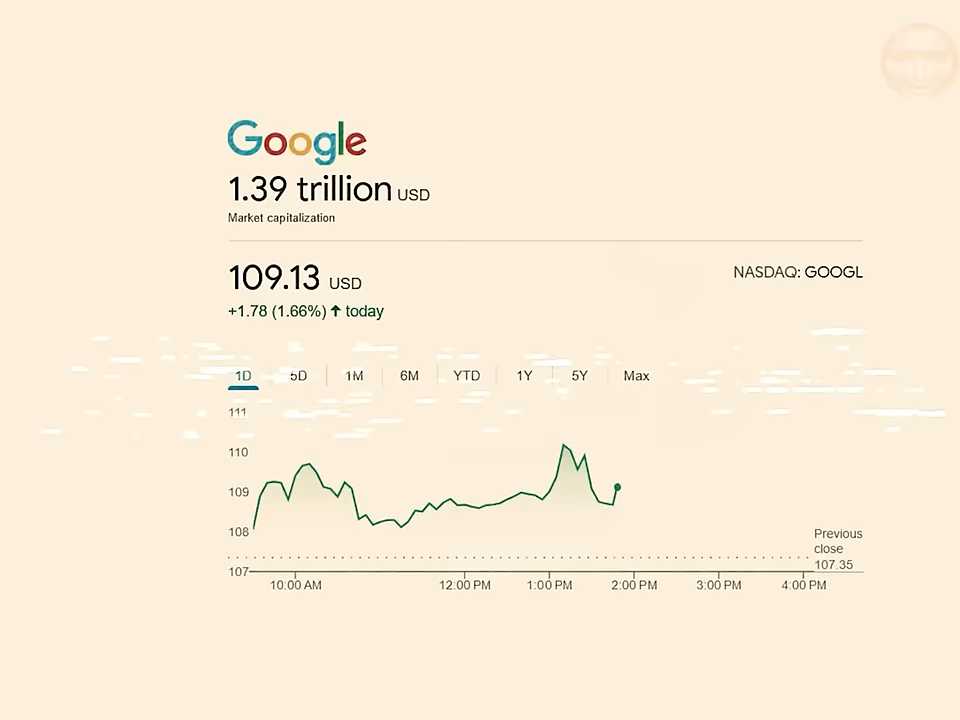 Google
1.39 trillion USD
Market capitalization
109.13 USD
NASDAQ: GOOGL
+1.78 (1.66%) ↑ today
1D 5D 1M 6M YTD 1Y 5Y Max
111
110
109
108
107
Previous
close
107.35
10:00 AM 12:00 PM 1:00 PM 2:00 PM 3:00 PM 4:00 PM